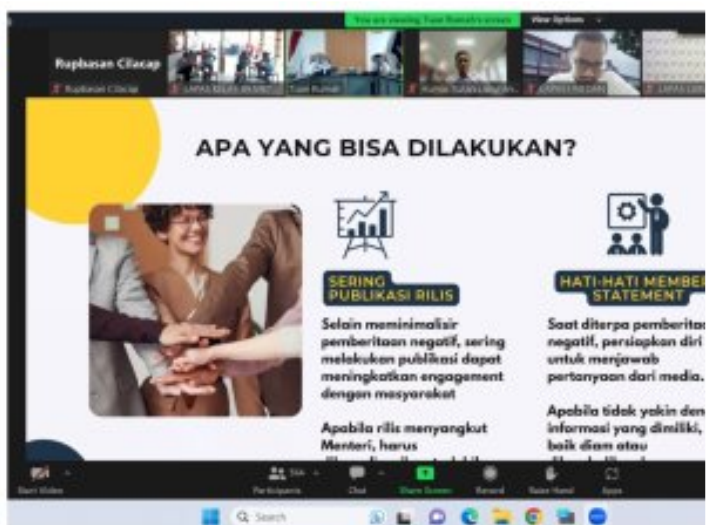 You are viewing Tuan Rumah's screen View Options
Rupbasan Cilacap
Rupbasan Cilacap
Tuan Rumah
APA YANG BISA DILAKUKAN?
SERING
PUBLIKASI RILIS
Selain meminimalisir
pemberitaan negatif, sering
melakukan publikasi dapat
meningkatkan engagement
dengan masyarakat
Apabila rilis menyangkut
Menteri, harus
HATI-HATI MEMBER
STATEMENT
Saat diterpa pemberitaa
negatif, persiapkan diri
untuk menjawab
pertanyaan dari media.
Apabila tidak yakin den
informasi yang dimiliki,
baik diam atau
Start Video Participants Chat Share Screen Record Raise Hand Apps
Search